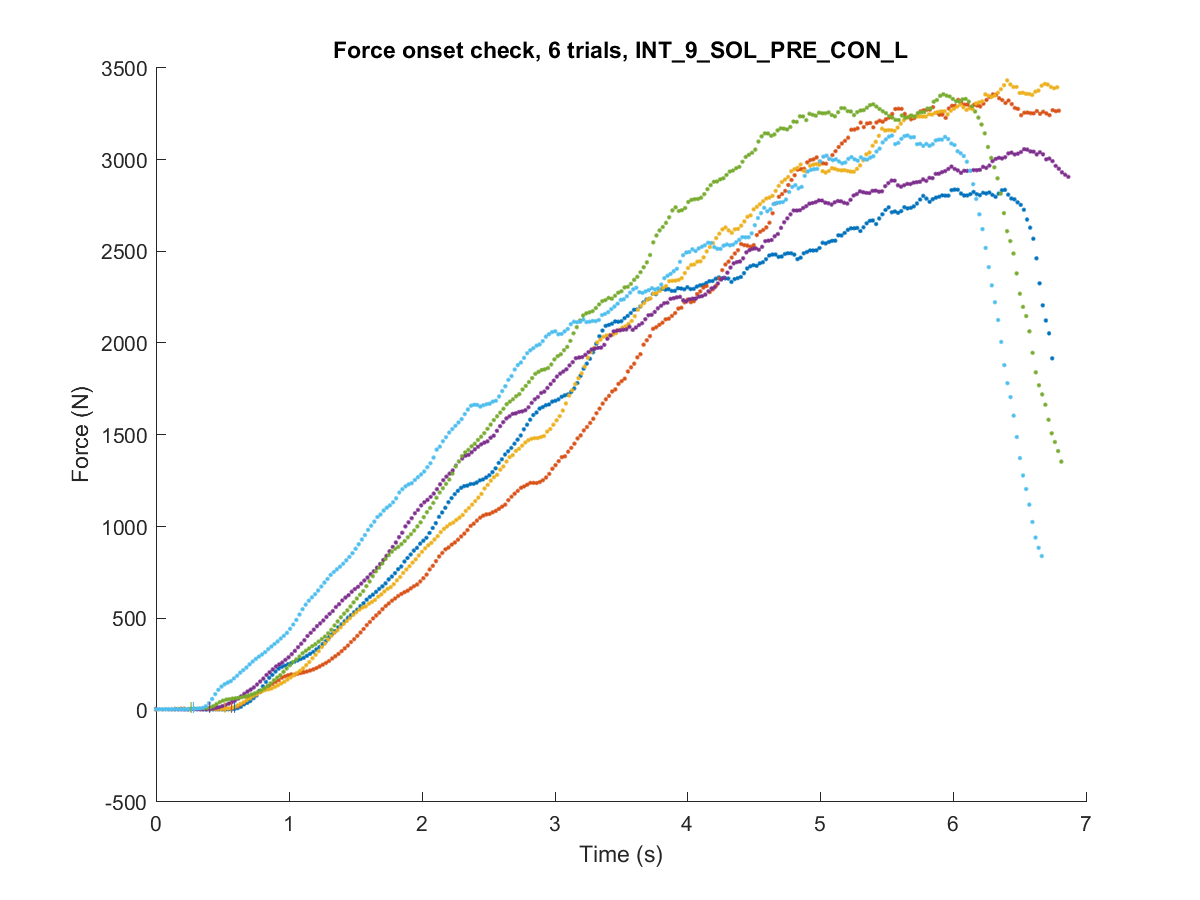 Force onset check, 6 trials, INT_9_SOL_PRE_CON_L
3500
3000
2500
2000
1500
1000
500
0
-500
Force (N)
0 1 2 3 4 5 6 7
Time (s)